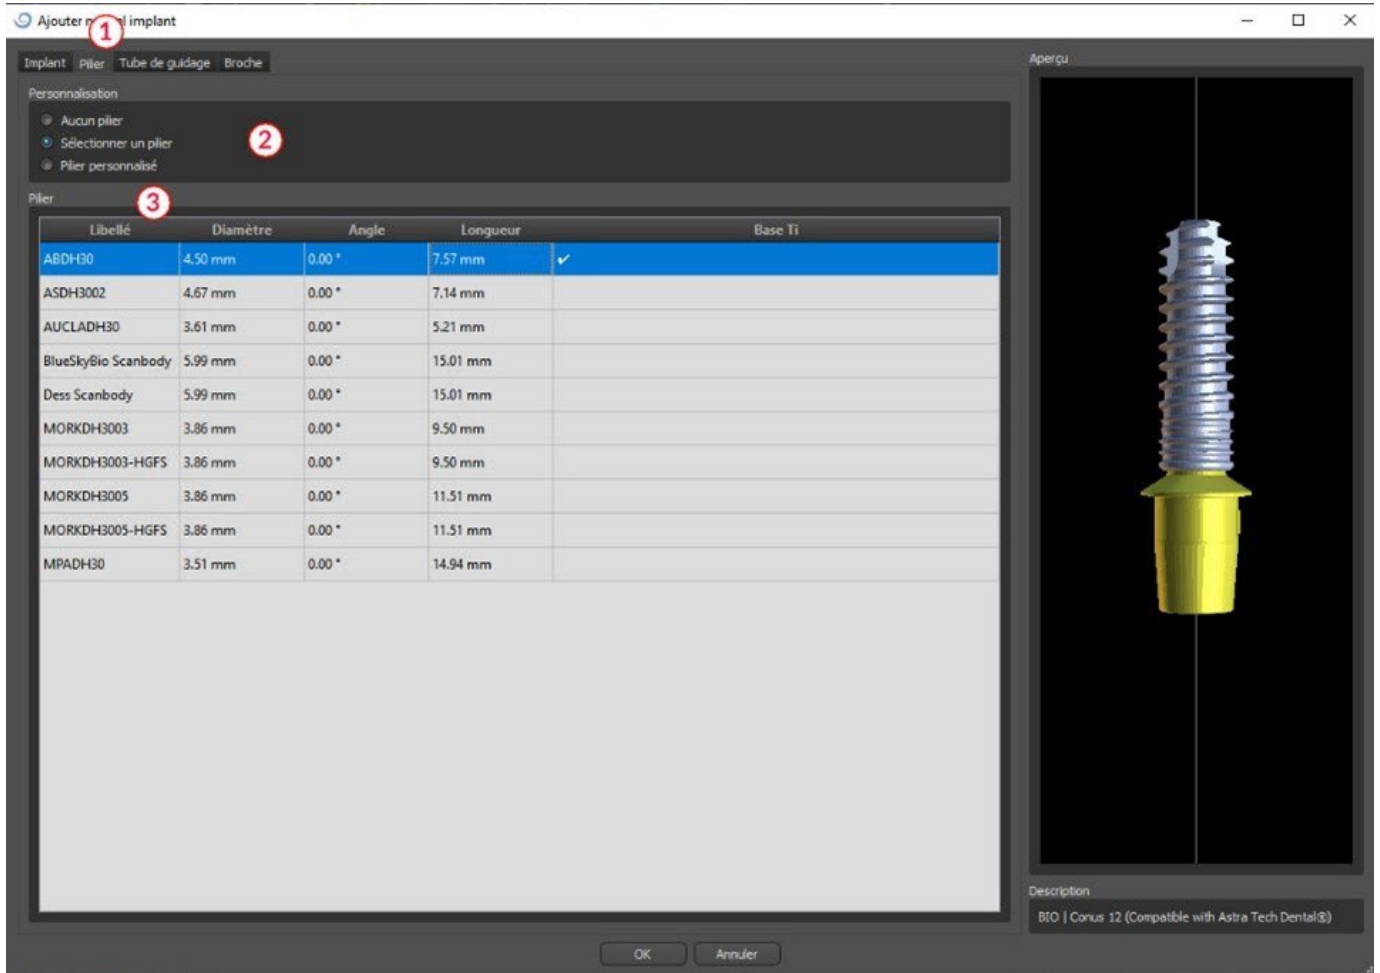 Ajouter nouvel implant
1
Implant Pilier Tube de guidage Broche
Personnalisation
Aucun pilier
Sélectionner un pilier
2
Pilier personnalisé
Pilier
3
Libellé Diamètre Angle Longueur Base Ti
ABDH30 4.50 mm 0.00 ° 7.57 mm ✔
ASDH3002 4.67 mm 0.00 ° 7.14 mm
AUCLADH30 3.61 mm 0.00 ° 5.21 mm
BlueSkyBio Scanbody 5.99 mm 0.00 ° 15.01 mm
Dess Scanbody 5.99 mm 0.00 ° 15.01 mm
MORKDH3003 3.86 mm 0.00 ° 9.50 mm
MORKDH3003-HGFS 3.86 mm 0.00 ° 9.50 mm
MORKDH3005 3.86 mm 0.00 ° 11.51 mm
MORKDH3005-HGFS 3.86 mm 0.00 ° 11.51 mm
MPADH30 3.51 mm 0.00 ° 14.94 mm
Aperçu
Description
BIO | Conus 12 (Compatible with Astra Tech Dental®)
OK Annuler